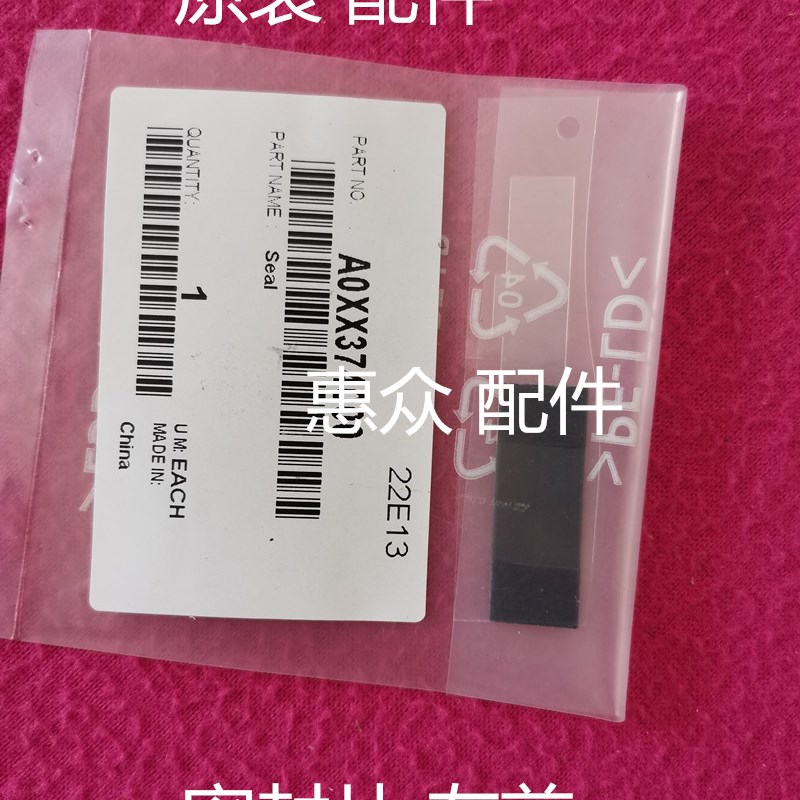 原装 配件
PART NO.
PART NAME :
Seal
QUANTITY:
1
U M: EACH
MADE IN:
China
22E13
惠众 配件
04
>PE-LD<